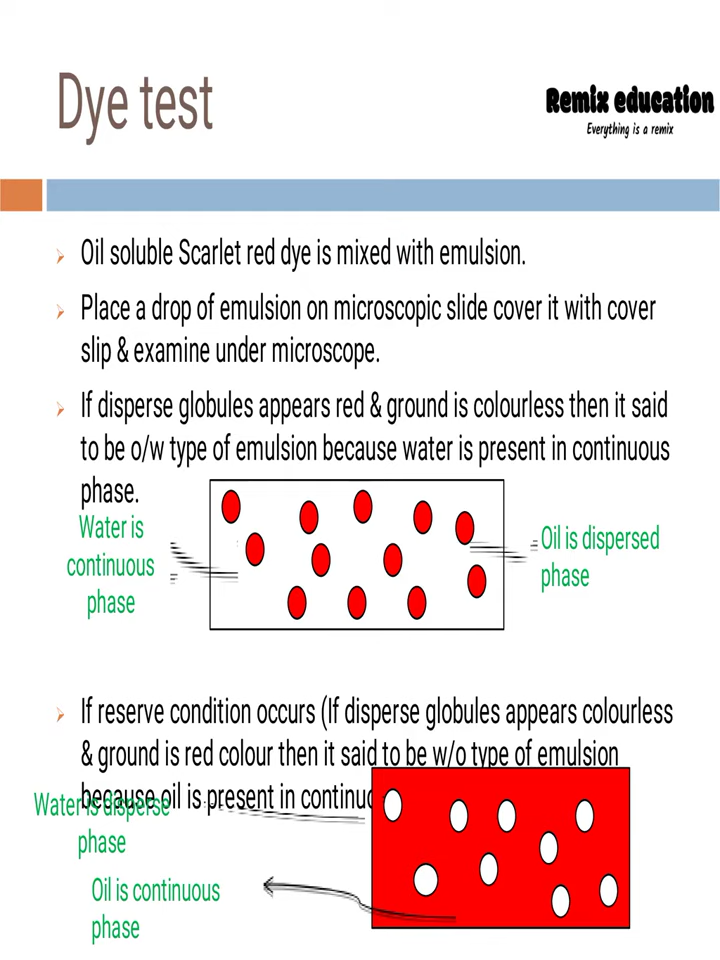 Dye test
Remix education
Everything is a remix
Oil soluble Scarlet red dye is mixed with emulsion.
Place a drop of emulsion on microscopic slide cover it with cover
slip & examine under microscope.
If disperse globules appears red & ground is colourless then it said
to be o/w type of emulsion because water is present in continuous
phase.
Water is
continuous
phase
Oil is dispersed
phase
If reserve condition occurs (If disperse globules appears colourless
& ground is red colour then it said to be w/o type of emulsion
because oil is present in
Water is disperse
phase
Oil is continuous
phase